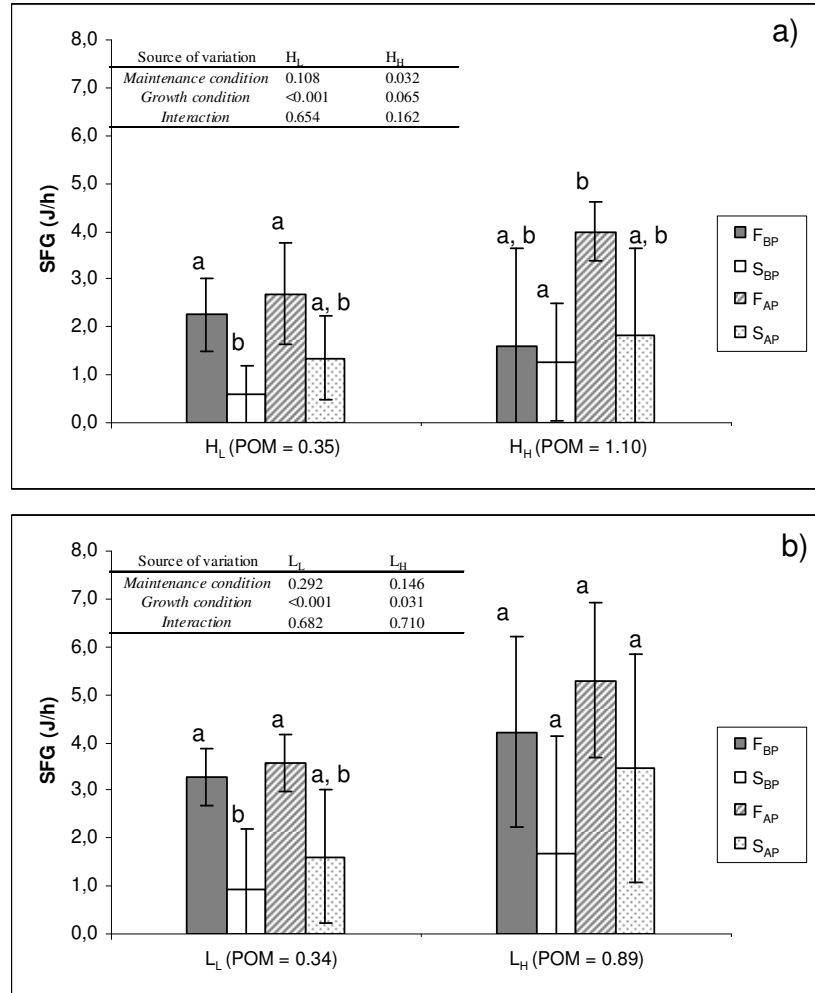 a)
8,0
7,0
6,0
5,0
4,0
3,0
2,0
1,0
0,0
SFG (J/h)
Source of variation H_L H_H
Maintenance condition 0.108 0.032
Growth condition <0.001 0.065
Interaction 0.654 0.162
a
b
a
a, b
a, b
a
b
a, b
H_L (POM = 0.35) H_H (POM = 1.10)
F_BP
S_BP
F_AP
S_AP
b)
8,0
7,0
6,0
5,0
4,0
3,0
2,0
1,0
0,0
SFG (J/h)
Source of variation L_L L_H
Maintenance condition 0.292 0.146
Growth condition <0.001 0.031
Interaction 0.682 0.710
a
b
a
a, b
a
a
a
a
L_L (POM = 0.34) L_H (POM = 0.89)
F_BP
S_BP
F_AP
S_AP